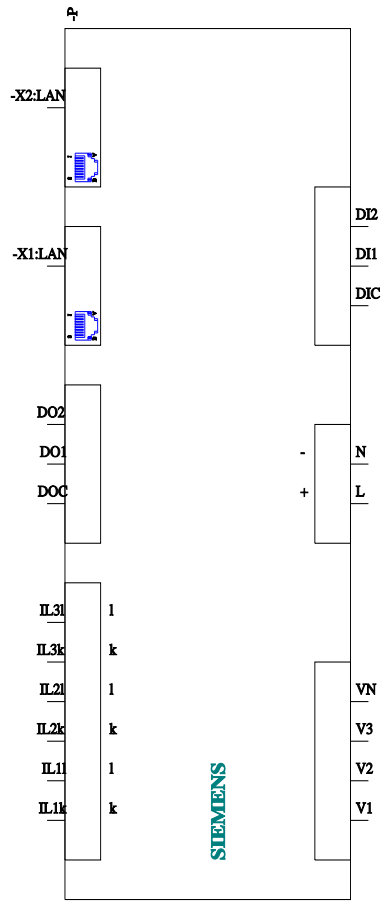 -P
-X2:LAN
-X1:LAN
DI2
DI1
DIC
DO2
DO1
DOC
- N
+ L
IL3l l
IL3k k
IL2l l
IL2k k
IL1l l
IL1k k
VN
V3
V2
V1
SIEMENS